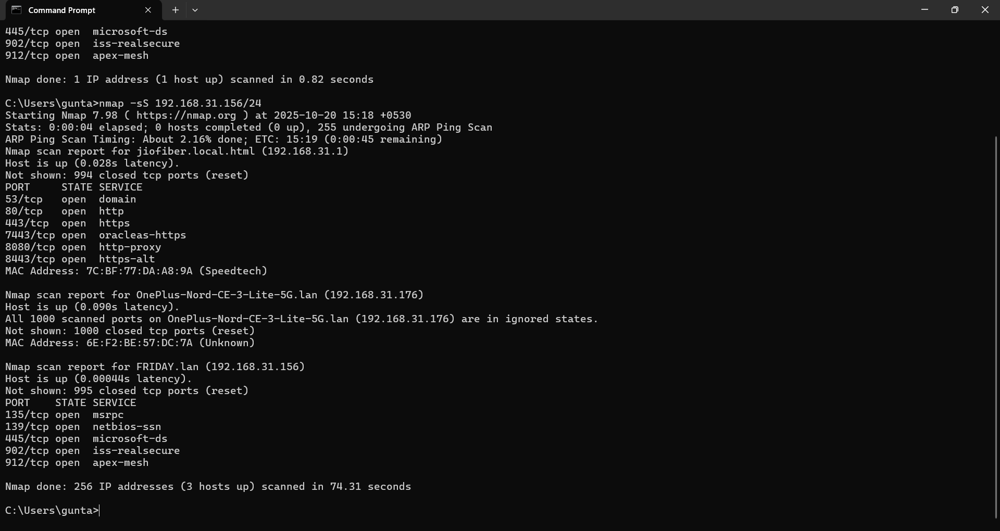 Command Prompt
445/tcp open  microsoft-ds
902/tcp open  iss-realsecure
912/tcp open  apex-mesh
Nmap done: 1 IP address (1 host up) scanned in 0.82 seconds
C:\Users\gunta>nmap -sS 192.168.31.156/24
Starting Nmap 7.98 ( https://nmap.org ) at 2025-10-20 15:18 +0530
Stats: 0:00:04 elapsed; 0 hosts completed (0 up), 255 undergoing ARP Ping Scan
ARP Ping Scan Timing: About 2.16% done; ETC: 15:19 (0:00:45 remaining)
Nmap scan report for jiofiber.local.html (192.168.31.1)
Host is up (0.028s latency).
Not shown: 994 closed tcp ports (reset)
PORT     STATE SERVICE
53/tcp   open  domain
80/tcp   open  http
443/tcp  open  https
7443/tcp open  oracleas-https
8080/tcp open  http-proxy
8443/tcp open  https-alt
MAC Address: 7C:BF:77:DA:A8:9A (Speedtech)
Nmap scan report for OnePlus-Nord-CE-3-Lite-5G.lan (192.168.31.176)
Host is up (0.090s latency).
All 1000 scanned ports on OnePlus-Nord-CE-3-Lite-5G.lan (192.168.31.176) are in ignored states.
Not shown: 1000 closed tcp ports (reset)
MAC Address: 6E:F2:BE:57:DC:7A (Unknown)
Nmap scan report for FRIDAY.lan (192.168.31.156)
Host is up (0.00044s latency).
Not shown: 995 closed tcp ports (reset)
PORT    STATE SERVICE
135/tcp open  msrpc
139/tcp open  netbios-ssn
445/tcp open  microsoft-ds
902/tcp open  iss-realsecure
912/tcp open  apex-mesh
Nmap done: 256 IP addresses (3 hosts up) scanned in 74.31 seconds
C:\Users\gunta>